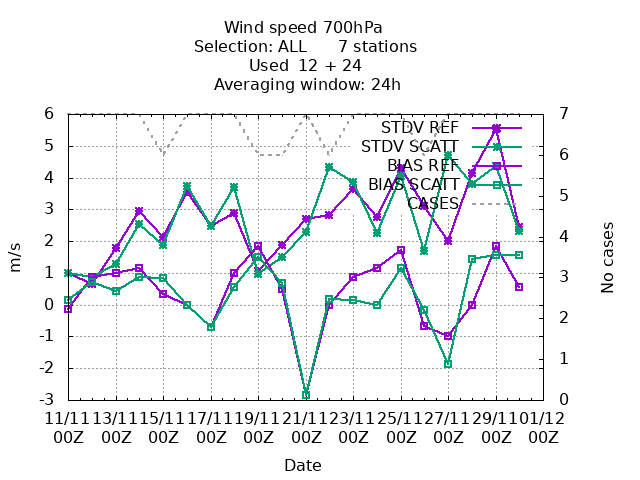 Wind speed 700hPa
Selection: ALL      7 stations
Used  12 + 24
Averaging window: 24h
6
5
4
3
2
1
0
-1
-2
-3
7
6
5
4
3
2
1
0
m/s
No cases
STDV REF
STDV SCATT
BIAS REF
BIAS SCATT
CASES
11/11 13/11 15/11 17/11 19/11 21/11 23/11 25/11 27/11 29/11 01/12
00Z 00Z 00Z 00Z 00Z 00Z 00Z 00Z 00Z 00Z 00Z
Date